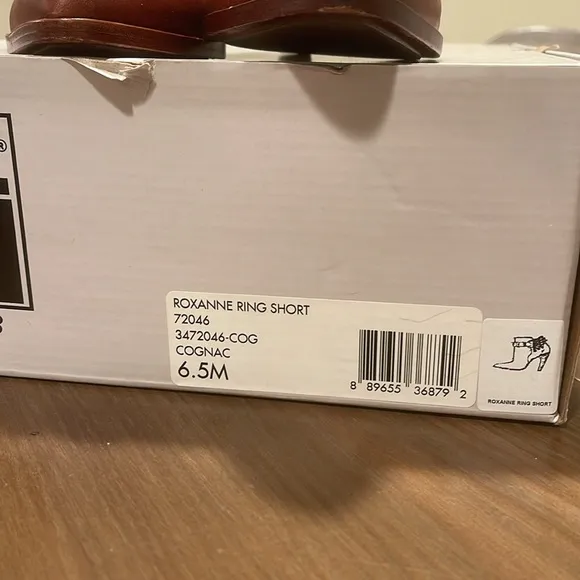 ®
ROXANNE RING SHORT
72046
3472046-COG
COGNAC
6.5M
8 89655 36879 2
ROXANNE RING SHORT